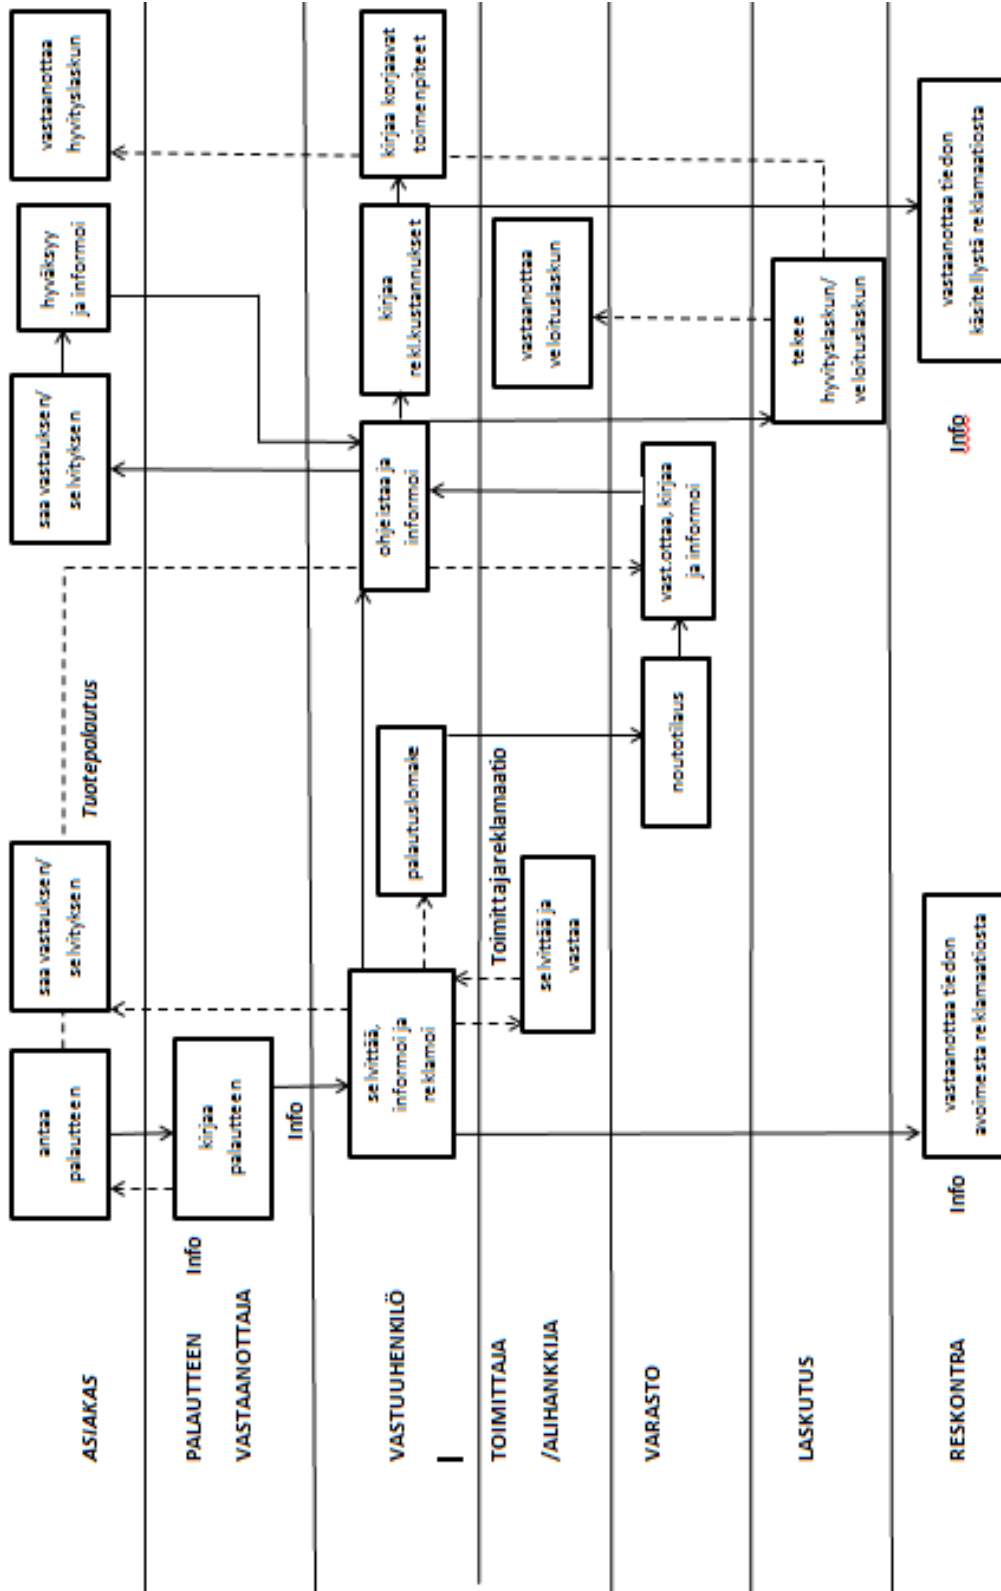 ASIAKAS
antaa
palautteen
saa vastauksen/
selvityksen
Tuotepalautus
saa vastauksen/
selvityksen
hyväksyy
ja informoi
vastaanottaa
hyvityslaskun
PALAUTTEEN
VASTAANOTTAJA
Info
kirjaa
palautteen
Info
VASTUUHENKILÖ
selvittää,
informoi ja
reklamoi
palautuslomake
ohjeistaa ja
informoi
kirjaa
rekl.kustannukset
kirjaa korjaavat
toimenpiteet
TOIMITTAJA
/ALIHANKKIJA
Toimittajareklamaatio
selvittää ja
vastaa
vastaanottaa
veloituslaskun
VARASTO
noutotilaus
vast.ottaa, kirjaa
ja informoi
LASKUTUS
tekee
hyvityslaskun/
veloituslaskun
RESKONTRA
Info
vastaanottaa tiedon
avoimesta reklamaatiosta
Info
vastaanottaa tiedon
käsitellystä reklamaatiosta